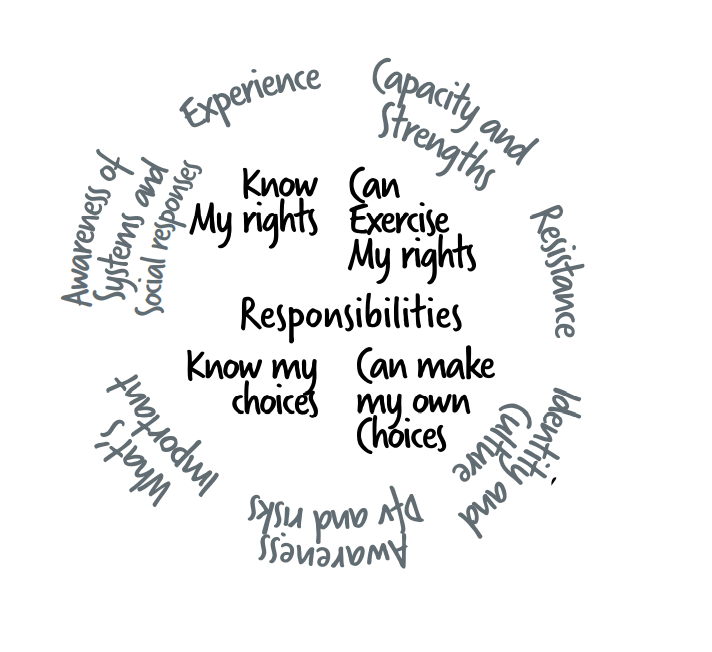 Experience
Capacity and
Strengths
Resistance
Identity and
Culture
Awareness
Dfv and risks
What's
Important
Awareness of
Systems and
Social responses
Know
My rights
Can
Exercise
My rights
Responsibilities
Know my
choices
Can make
my own
Choices